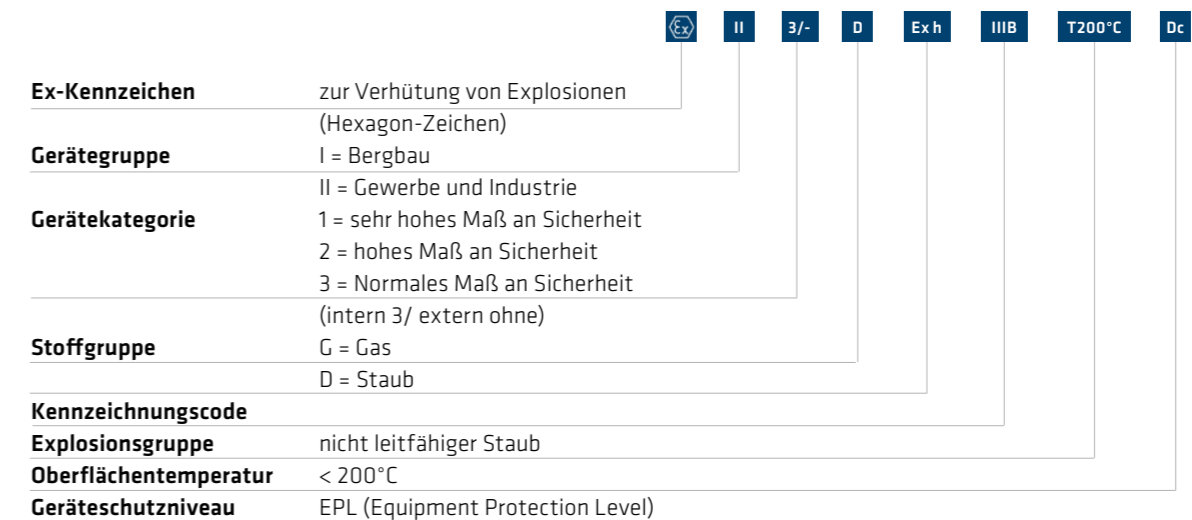 Ex II 3/- D Ex h IIIB T200°C Dc
Ex-Kennzeichen zur Verhütung von Explosionen
(Hexagon-Zeichen)
Gerätegruppe I = Bergbau
II = Gewerbe und Industrie
Gerätekategorie 1 = sehr hohes Maß an Sicherheit
2 = hohes Maß an Sicherheit
3 = Normales Maß an Sicherheit
(intern 3/ extern ohne)
Stoffgruppe G = Gas
D = Staub
Kennzeichnungscode
Explosionsgruppe nicht leitfähiger Staub
Oberflächentemperatur < 200°C
Geräteschutzniveau EPL (Equipment Protection Level)